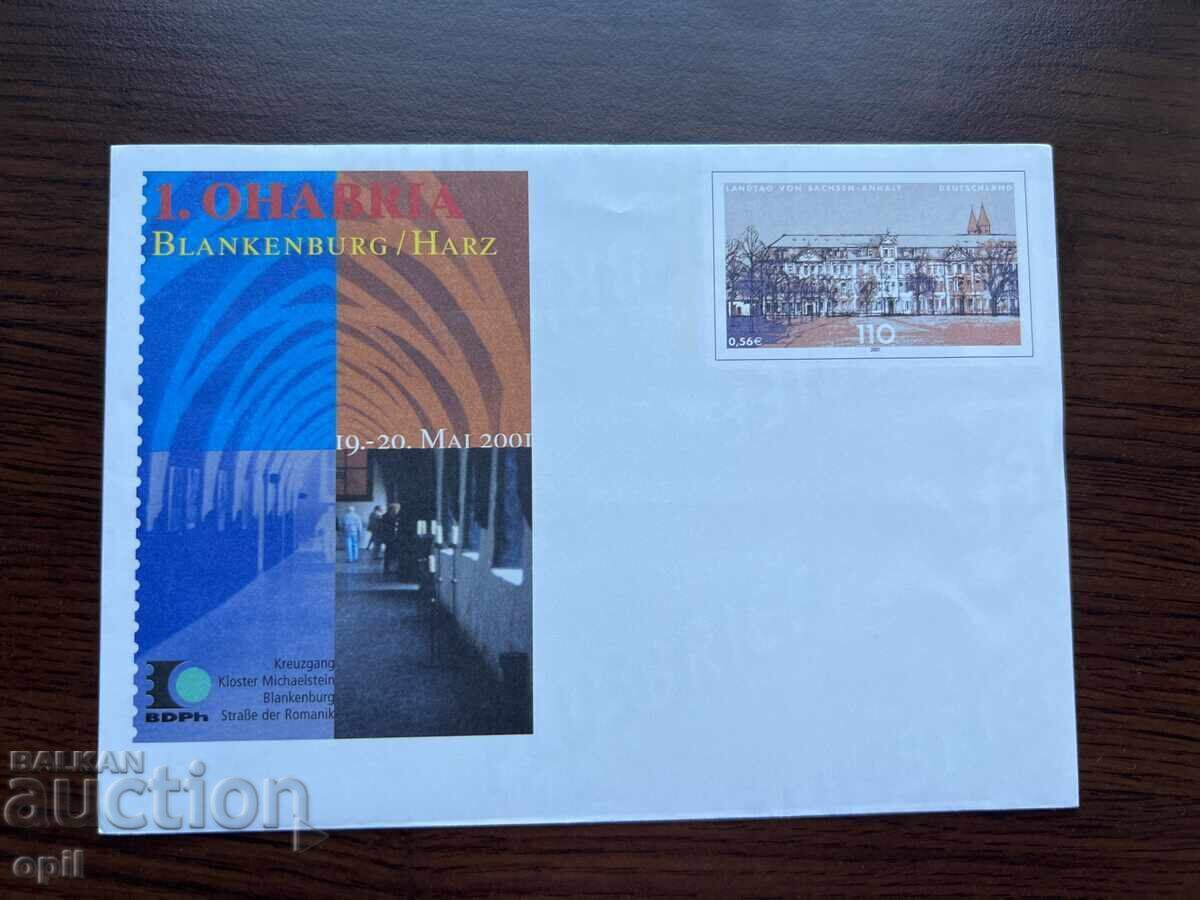 1. OHABRIA
BLANKENBURG / HARZ
19.-20. MAI 2001
Kreuzgang
Kloster Michaelstein
Blankenburg
Straße der Romanik
BDPh
LANDTAG VON SACHSEN-ANHALT DEUTSCHLAND
0,56€
110
2001
BALKAN
auction
opil